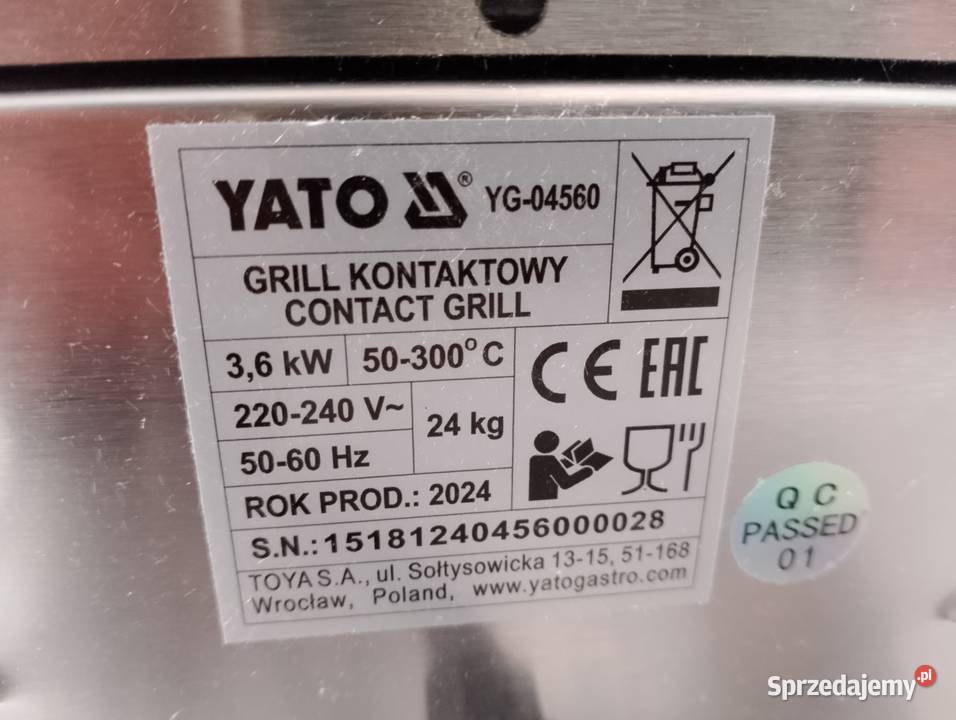 YATO ® YG-04560
GRILL KONTAKTOWY
CONTACT GRILL
3,6 kW 50-300°C
220-240 V~ 24 kg
50-60 Hz
ROK PROD.: 2024
S.N.: 15181240456000028
TOYA S.A., ul. Sołtysowicka 13-15, 51-168
Wrocław, Poland, www.yatogastro.com
CE EAC
QC
PASSED
01
Sprzedajemy.pl